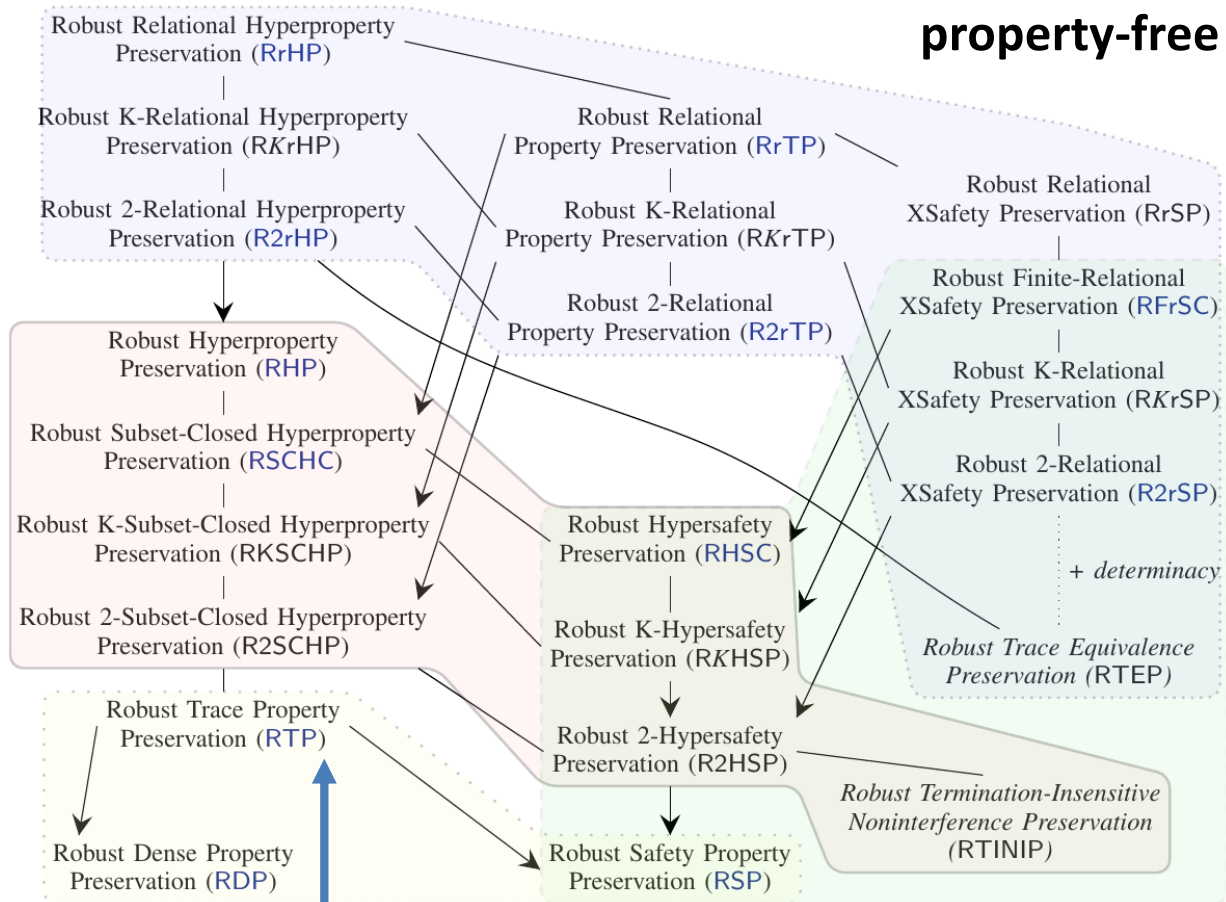 property-free
Robust Relational Hyperproperty
Preservation (RrHP)
Robust K-Relational Hyperproperty
Preservation (RKrHP)
Robust 2-Relational Hyperproperty
Preservation (R2rHP)
Robust Relational
Property Preservation (RrTP)
Robust K-Relational
Property Preservation (RKrTP)
Robust 2-Relational
Property Preservation (R2rTP)
Robust Relational
XSafety Preservation (RrSP)
Robust Finite-Relational
XSafety Preservation (RFrSC)
Robust K-Relational
XSafety Preservation (RKrSP)
Robust 2-Relational
XSafety Preservation (R2rSP)
+ determinacy
Robust Trace Equivalence
Preservation (RTEP)
Robust Hyperproperty
Preservation (RHP)
Robust Subset-Closed Hyperproperty
Preservation (RSCHC)
Robust K-Subset-Closed Hyperproperty
Preservation (RKSCHP)
Robust 2-Subset-Closed Hyperproperty
Preservation (R2SCHP)
Robust Hypersafety
Preservation (RHSC)
Robust K-Hypersafety
Preservation (RKHSP)
Robust 2-Hypersafety
Preservation (R2HSP)
Robust Termination-Insensitive
Noninterference Preservation
(RTINIP)
Robust Trace Property
Preservation (RTP)
Robust Dense Property
Preservation (RDP)
Robust Safety Property
Preservation (RSP)